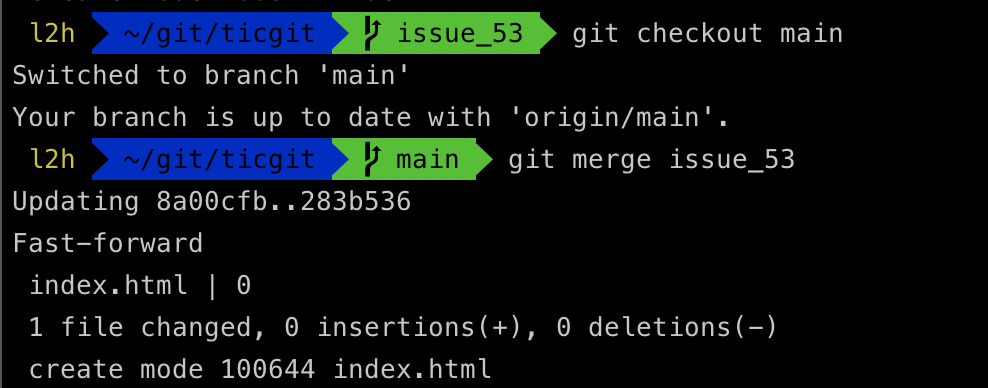 l2h ~/git/ticgit issue_53 git checkout main
Switched to branch 'main'
Your branch is up to date with 'origin/main'.
l2h ~/git/ticgit main git merge issue_53
Updating 8a00cfb..283b536
Fast-forward
index.html | 0
1 file changed, 0 insertions(+), 0 deletions(-)
create mode 100644 index.html